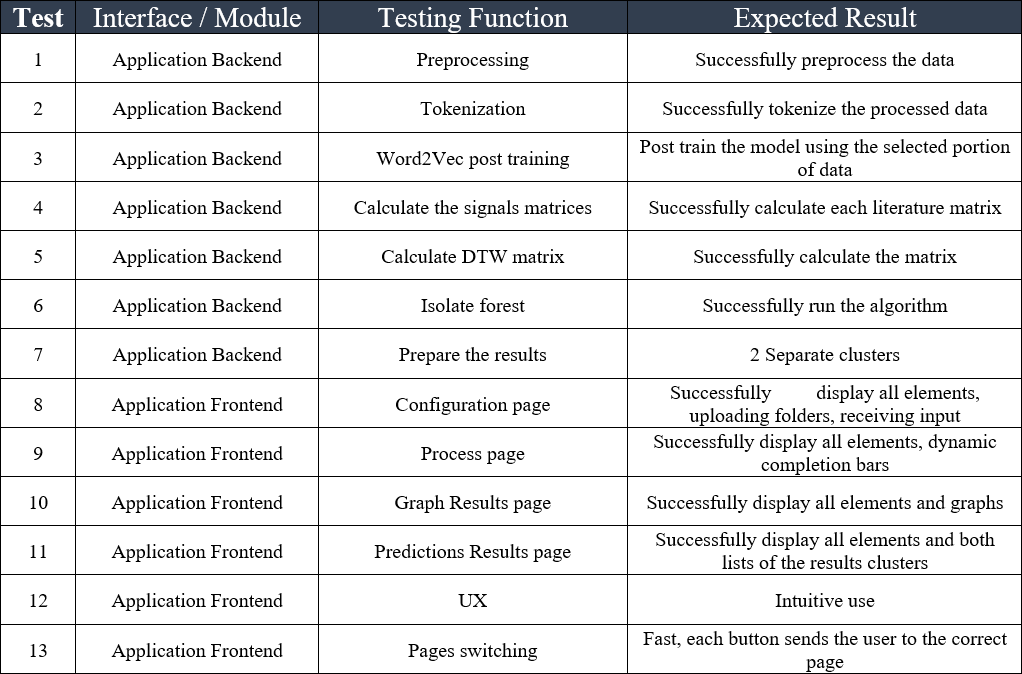 Test Interface / Module Testing Function Expected Result
1 Application Backend Preprocessing Successfully preprocess the data
2 Application Backend Tokenization Successfully tokenize the processed data
3 Application Backend Word2Vec post training Post train the model using the selected portion
of data
4 Application Backend Calculate the signals matrices Successfully calculate each literature matrix
5 Application Backend Calculate DTW matrix Successfully calculate the matrix
6 Application Backend Isolate forest Successfully run the algorithm
7 Application Backend Prepare the results 2 Separate clusters
8 Application Frontend Configuration page Successfully display all elements,
uploading folders, receiving input
9 Application Frontend Process page Successfully display all elements, dynamic
completion bars
10 Application Frontend Graph Results page Successfully display all elements and graphs
11 Application Frontend Predictions Results page Successfully display all elements and both
lists of the results clusters
12 Application Frontend UX Intuitive use
13 Application Frontend Pages switching Fast, each button sends the user to the correct
page